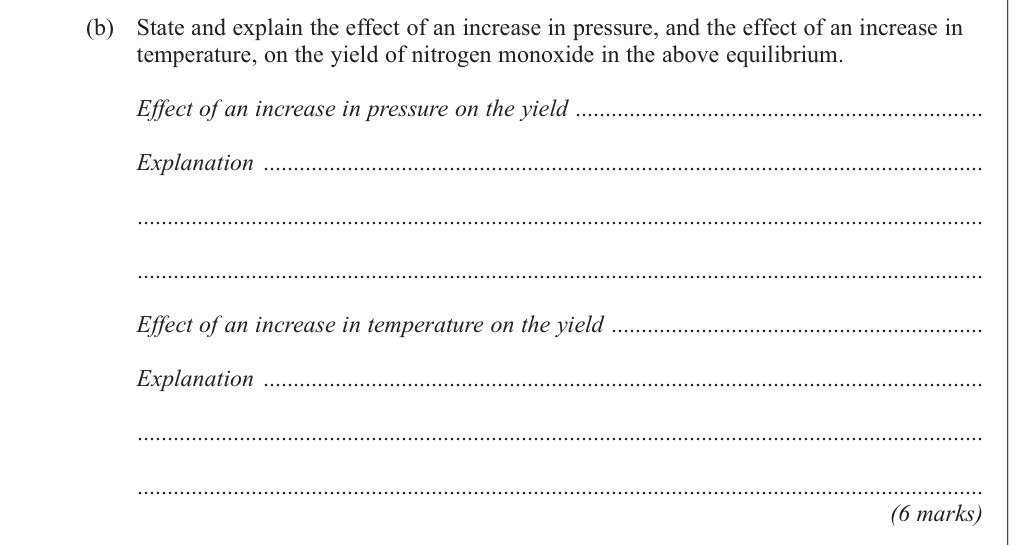 (b) State and explain the effect of an increase in pressure, and the effect of an increase in
temperature, on the yield of nitrogen monoxide in the above equilibrium.
Effect of an increase in pressure on the yield ....................................................................
Explanation ........................................................................................................................
.............................................................................................................................................
.............................................................................................................................................
Effect of an increase in temperature on the yield ..............................................................
Explanation ........................................................................................................................
.............................................................................................................................................
.............................................................................................................................................
(6 marks)